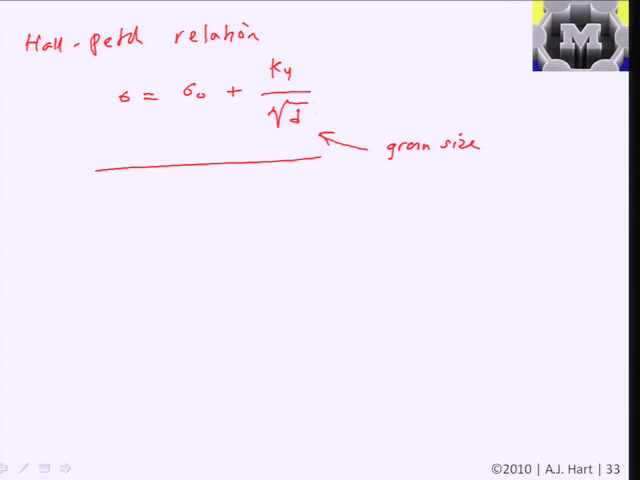 Hall-petch relation
σ = σ₀ + ky / √d
grain size
M
©2010 | A.J. Hart | 33